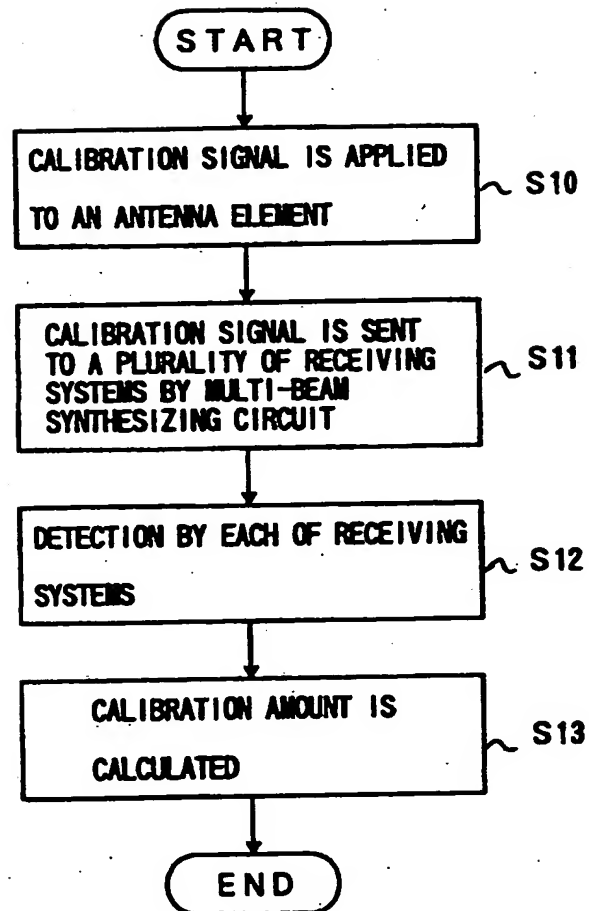 START
CALIBRATION SIGNAL IS APPLIED
TO AN ANTENNA ELEMENT
S10
CALIBRATION SIGNAL IS SENT
TO A PLURALITY OF RECEIVING
SYSTEMS BY MULTI-BEAM
SYNTHESIZING CIRCUIT
S11
DETECTION BY EACH OF RECEIVING
SYSTEMS
S12
CALIBRATION AMOUNT IS
CALCULATED
S13
END